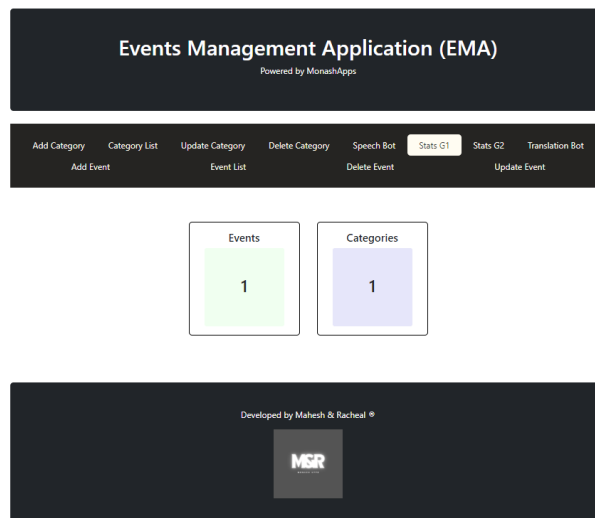 Events Management Application (EMA)
Powered by MonashApps
Add Category Category List Update Category Delete Category Speech Bot Stats G1 Stats G2 Translation Bot
Add Event Event List Delete Event Update Event
Events Categories
1 1
Developed by Mahesh & Racheal ®
M&R